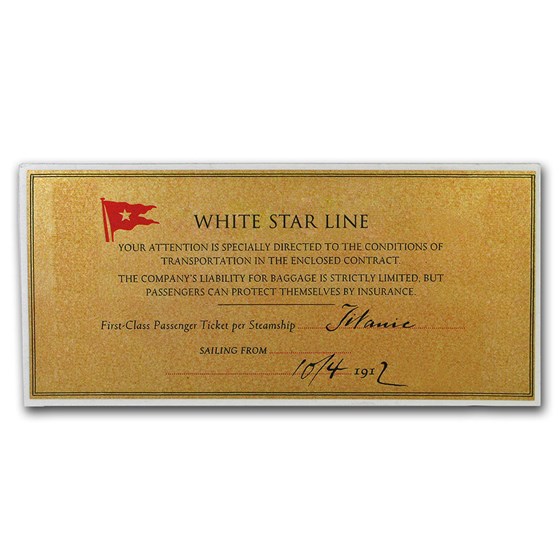 WHITE STAR LINE
YOUR ATTENTION IS SPECIALLY DIRECTED TO THE CONDITIONS OF
TRANSPORTATION IN THE ENCLOSED CONTRACT.
THE COMPANY'S LIABILITY FOR BAGGAGE IS STRICTLY LIMITED, BUT
PASSENGERS CAN PROTECT THEMSELVES BY INSURANCE.
First-Class Passenger Ticket per Steamship Titanic
SAILING FROM
10/4 1912